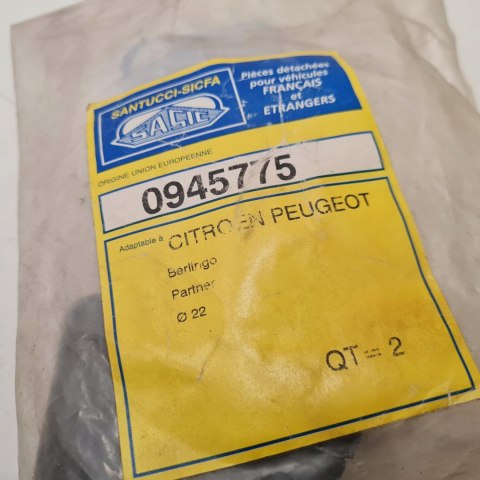 SANTUCCI-SICFA
SACIC
Pièces détachées
pour véhicules
FRANÇAIS
et
ETRANGERS
ORIGINE UNION EUROPEENNE
0945775
Adaptable à CITROEN PEUGEOT
Berlingo
Partner
Ø 22
QT = 2